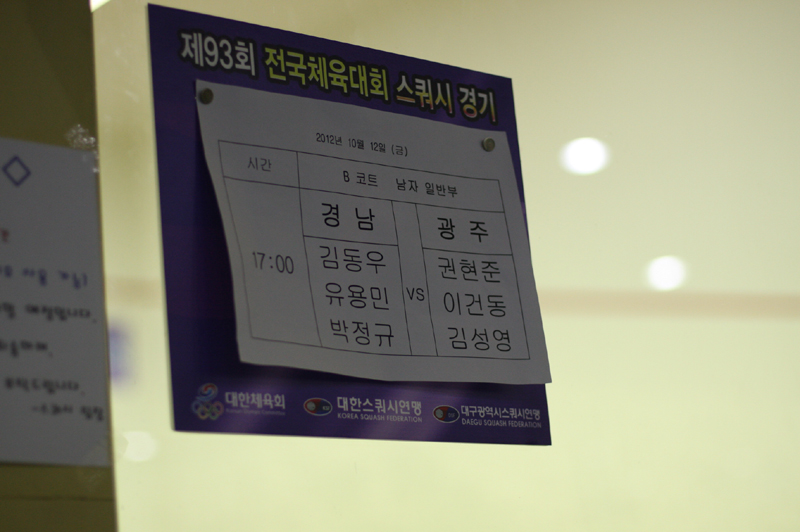 제93회 전국체육대회 스쿼시 경기
2012년 10월 12일 (금)
시간
B 코트 남자 일반부
경 남
광 주
17:00
김동우
유용민
박정규
VS
권현준
이건동
김성영
대한체육회
대한스쿼시연맹
KOREA SQUASH FEDERATION
대구광역시스쿼시연맹
DAEGU SQUASH FEDERATION